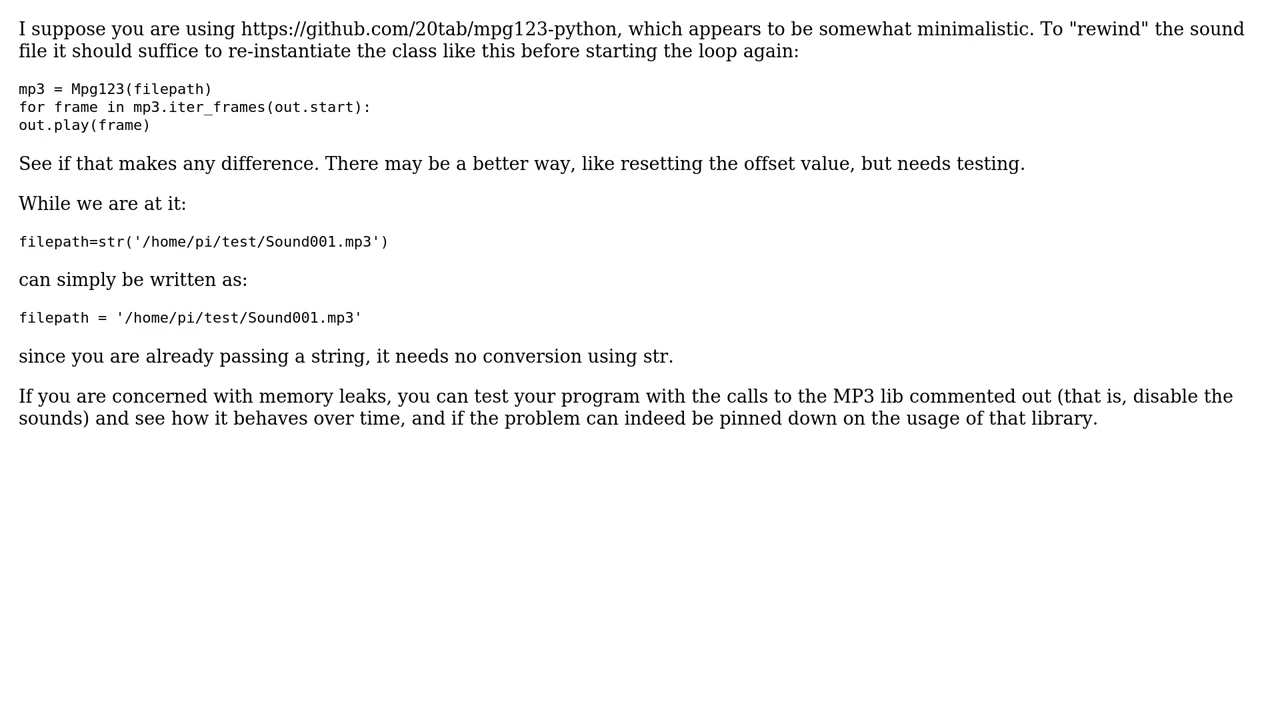 I suppose you are using https://github.com/20tab/mpg123-python, which appears to be somewhat minimalistic. To "rewind" the sound
file it should suffice to re-instantiate the class like this before starting the loop again:
mp3 = Mpg123(filepath)
for frame in mp3.iter_frames(out.start):
out.play(frame)
See if that makes any difference. There may be a better way, like resetting the offset value, but needs testing.
While we are at it:
filepath=str('/home/pi/test/Sound001.mp3')
can simply be written as:
filepath = '/home/pi/test/Sound001.mp3'
since you are already passing a string, it needs no conversion using str.
If you are concerned with memory leaks, you can test your program with the calls to the MP3 lib commented out (that is, disable the
sounds) and see how it behaves over time, and if the problem can indeed be pinned down on the usage of that library.